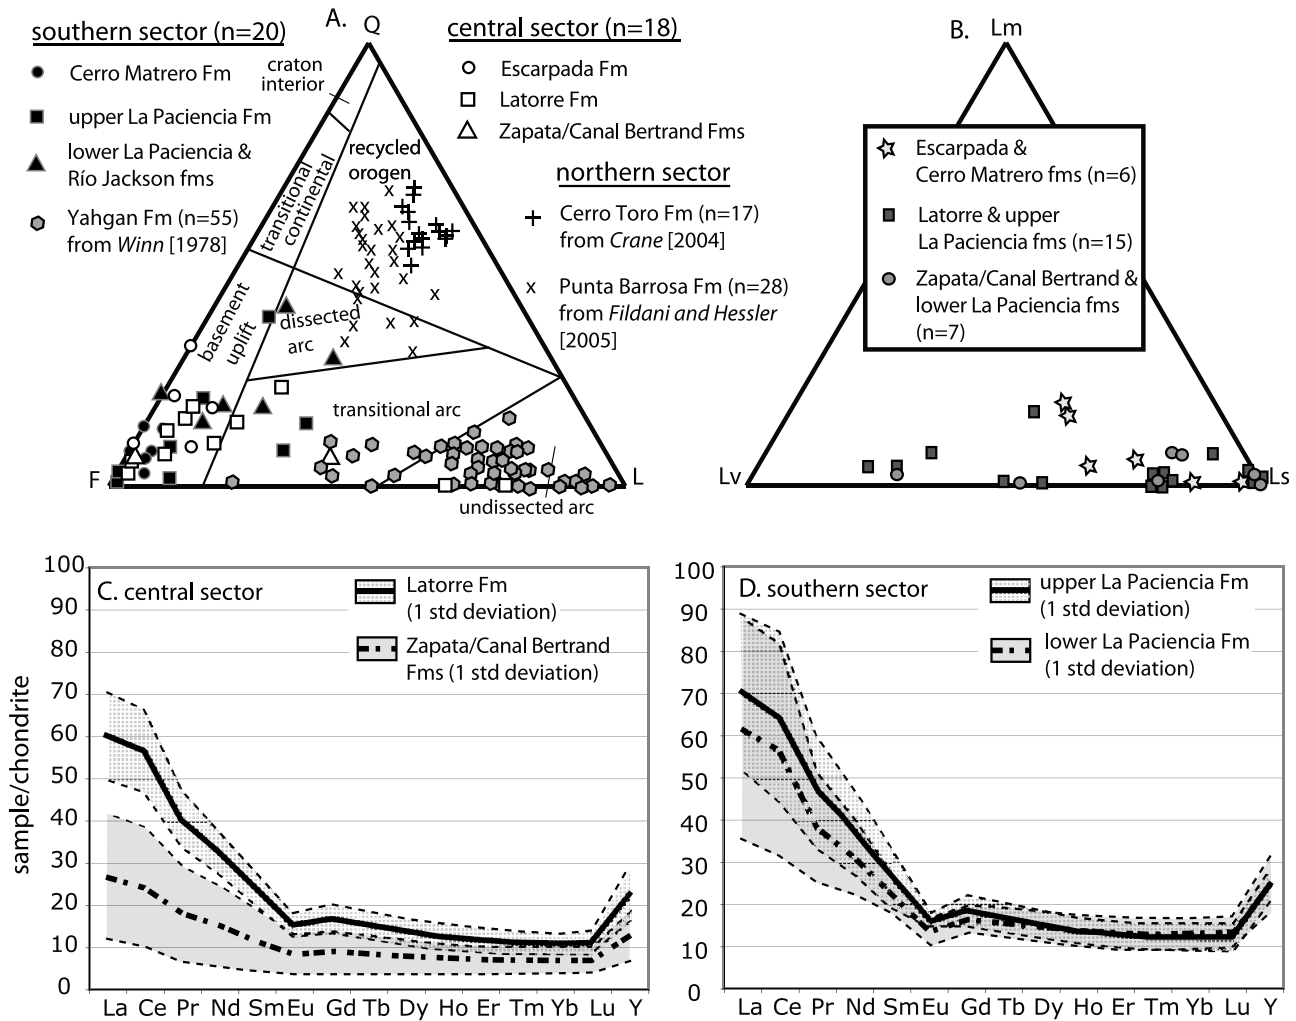 A.
Q
southern sector (n=20)
Cerro Matrero Fm
upper La Paciencia Fm
lower La Paciencia &
Río Jackson fms
Yahgan Fm (n=55)
from Winn [1978]
central sector (n=18)
Escarpada Fm
Latorre Fm
Zapata/Canal Bertrand Fms
northern sector
Cerro Toro Fm (n=17)
from Crane [2004]
Punta Barrosa Fm (n=28)
from Fildani and Hessler
[2005]
craton
interior
recycled
orogen
transitional
continental
basement
uplift
dissected
arc
transitional arc
undissected arc
F
L
B.
Lm
Escarpada &
Cerro Matrero fms (n=6)
Latorre & upper
La Paciencia fms (n=15)
Zapata/Canal Bertrand &
lower La Paciencia fms
(n=7)
Lv
Ls
C. central sector
Latorre Fm
(1 std deviation)
Zapata/Canal Bertrand
Fms (1 std deviation)
sample/chondrite
100
90
80
70
60
50
40
30
20
10
0
La Ce Pr Nd Sm Eu Gd Tb Dy Ho Er Tm Yb Lu Y
D. southern sector
upper La Paciencia Fm
(1 std deviation)
lower La Paciencia Fm
(1 std deviation)
100
90
80
70
60
50
40
30
20
10
0
La Ce Pr Nd Sm Eu Gd Tb Dy Ho Er Tm Yb Lu Y